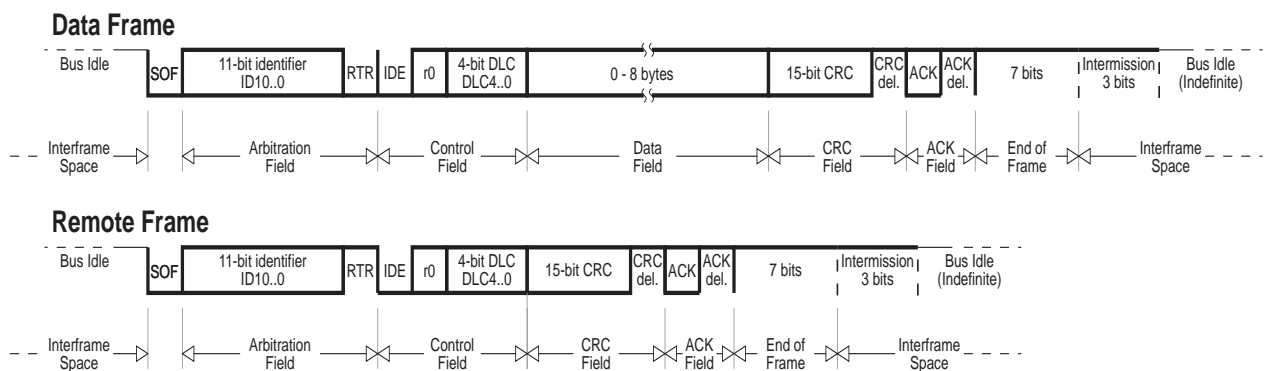 Data Frame
Bus Idle
SOF
11-bit identifier
ID10..0
RTR
IDE
r0
4-bit DLC
DLC4..0
0 - 8 bytes
15-bit CRC
CRC
del.
ACK
ACK
del.
7 bits
Intermission
3 bits
Bus Idle
(Indefinite)
Interframe
Space
Arbitration
Field
Control
Field
Data
Field
CRC
Field
ACK
Field
End of
Frame
Interframe
Space
Remote Frame
Bus Idle
SOF
11-bit identifier
ID10..0
RTR
IDE
r0
4-bit DLC
DLC4..0
15-bit CRC
CRC
del.
ACK
ACK
del.
7 bits
Intermission
3 bits
Bus Idle
(Indefinite)
Interframe
Space
Arbitration
Field
Control
Field
CRC
Field
ACK
Field
End of
Frame
Interframe
Space